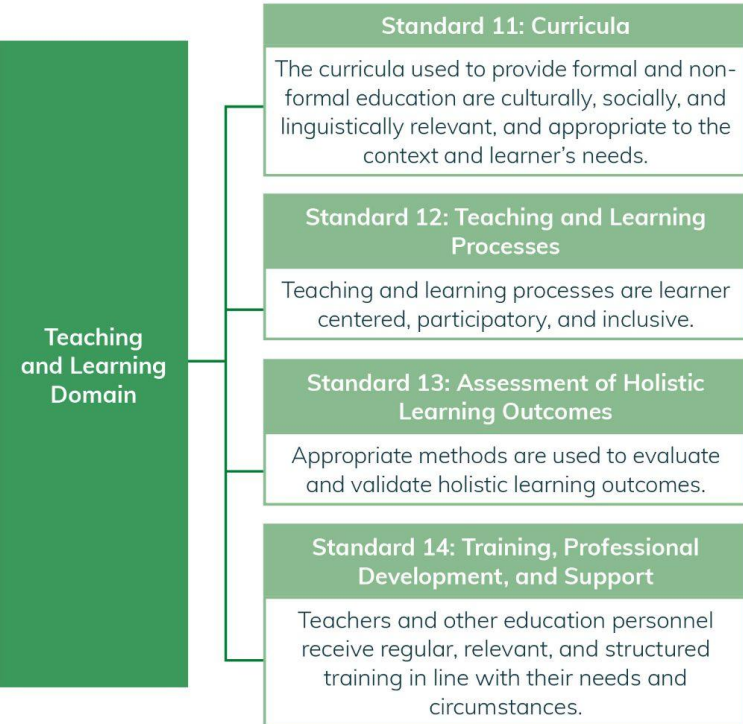 Teaching
and Learning
Domain
Standard 11: Curricula
The curricula used to provide formal and non-
formal education are culturally, socially, and
linguistically relevant, and appropriate to the
context and learner's needs.
Standard 12: Teaching and Learning
Processes
Teaching and learning processes are learner
centered, participatory, and inclusive.
Standard 13: Assessment of Holistic
Learning Outcomes
Appropriate methods are used to evaluate
and validate holistic learning outcomes.
Standard 14: Training, Professional
Development, and Support
Teachers and other education personnel
receive regular, relevant, and structured
training in line with their needs and
circumstances.